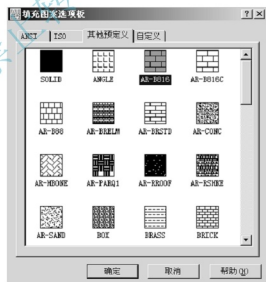 填充图案选项板
ANSI ISO 其他预定义 自定义
SOLID ANGLE AR-B816 AR-B816C
AR-B88 AR-BRELM AR-BRSTD AR-CONC
AR-HBONE AR-PARQ1 AR-RROOF AR-RSHKE
AR-SAND BOX BRASS BRICK
确定 取消 帮助(H)